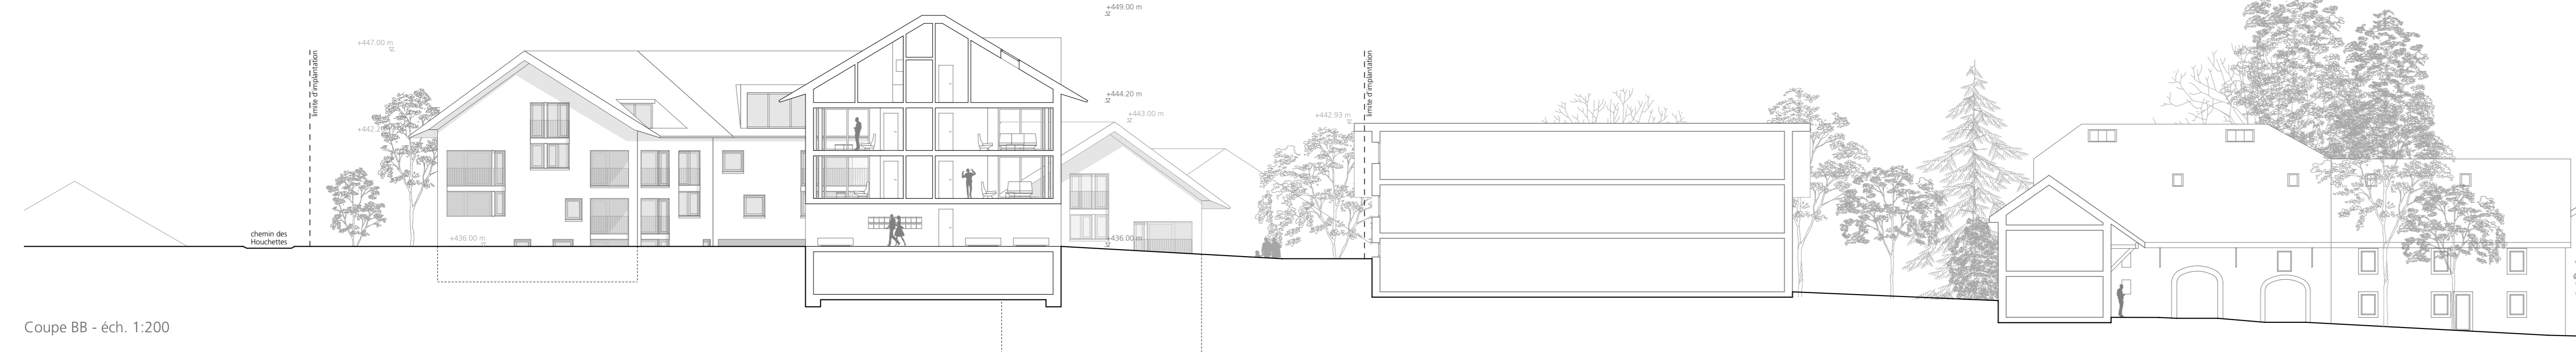 +449.00 m
+447.00 m
limite d'implantation
limite d'implantation
+444.20 m
+443.00 m
+442.93 m
chemin des
Houchettes
+436.00 m
+436.00 m
Coupe BB - éch. 1:200